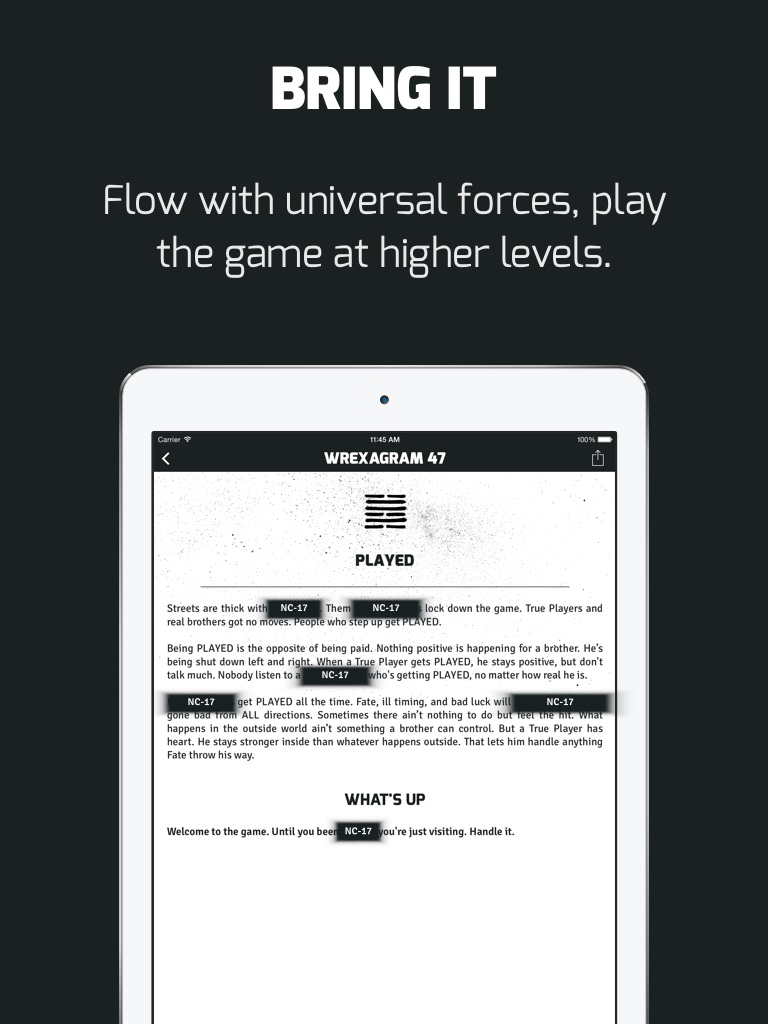 BRING IT
Flow with universal forces, play
the game at higher levels.
Carrier 11:45 AM 100%
WREXAGRAM 47
PLAYED
Streets are thick with NC-17 . Them NC-17 s lock down the game. True Players and
real brothers got no moves. People who step up get PLAYED.
Being PLAYED is the opposite of being paid. Nothing positive is happening for a brother. He's
being shut down left and right. When a True Player gets PLAYED, he stays positive, but don't
talk much. Nobody listen to a NC-17 who's getting PLAYED, no matter how real he is.
NC-17 get PLAYED all the time. Fate, ill timing, and bad luck will NC-17
gone bad from ALL directions. Sometimes there ain't nothing to do but feel the hit. What
happens in the outside world ain't something a brother can control. But a True Player has
heart. He stays stronger inside than whatever happens outside. That lets him handle anything
Fate throw his way.
WHAT'S UP
Welcome to the game. Until you been NC-17 you're just visiting. Handle it.